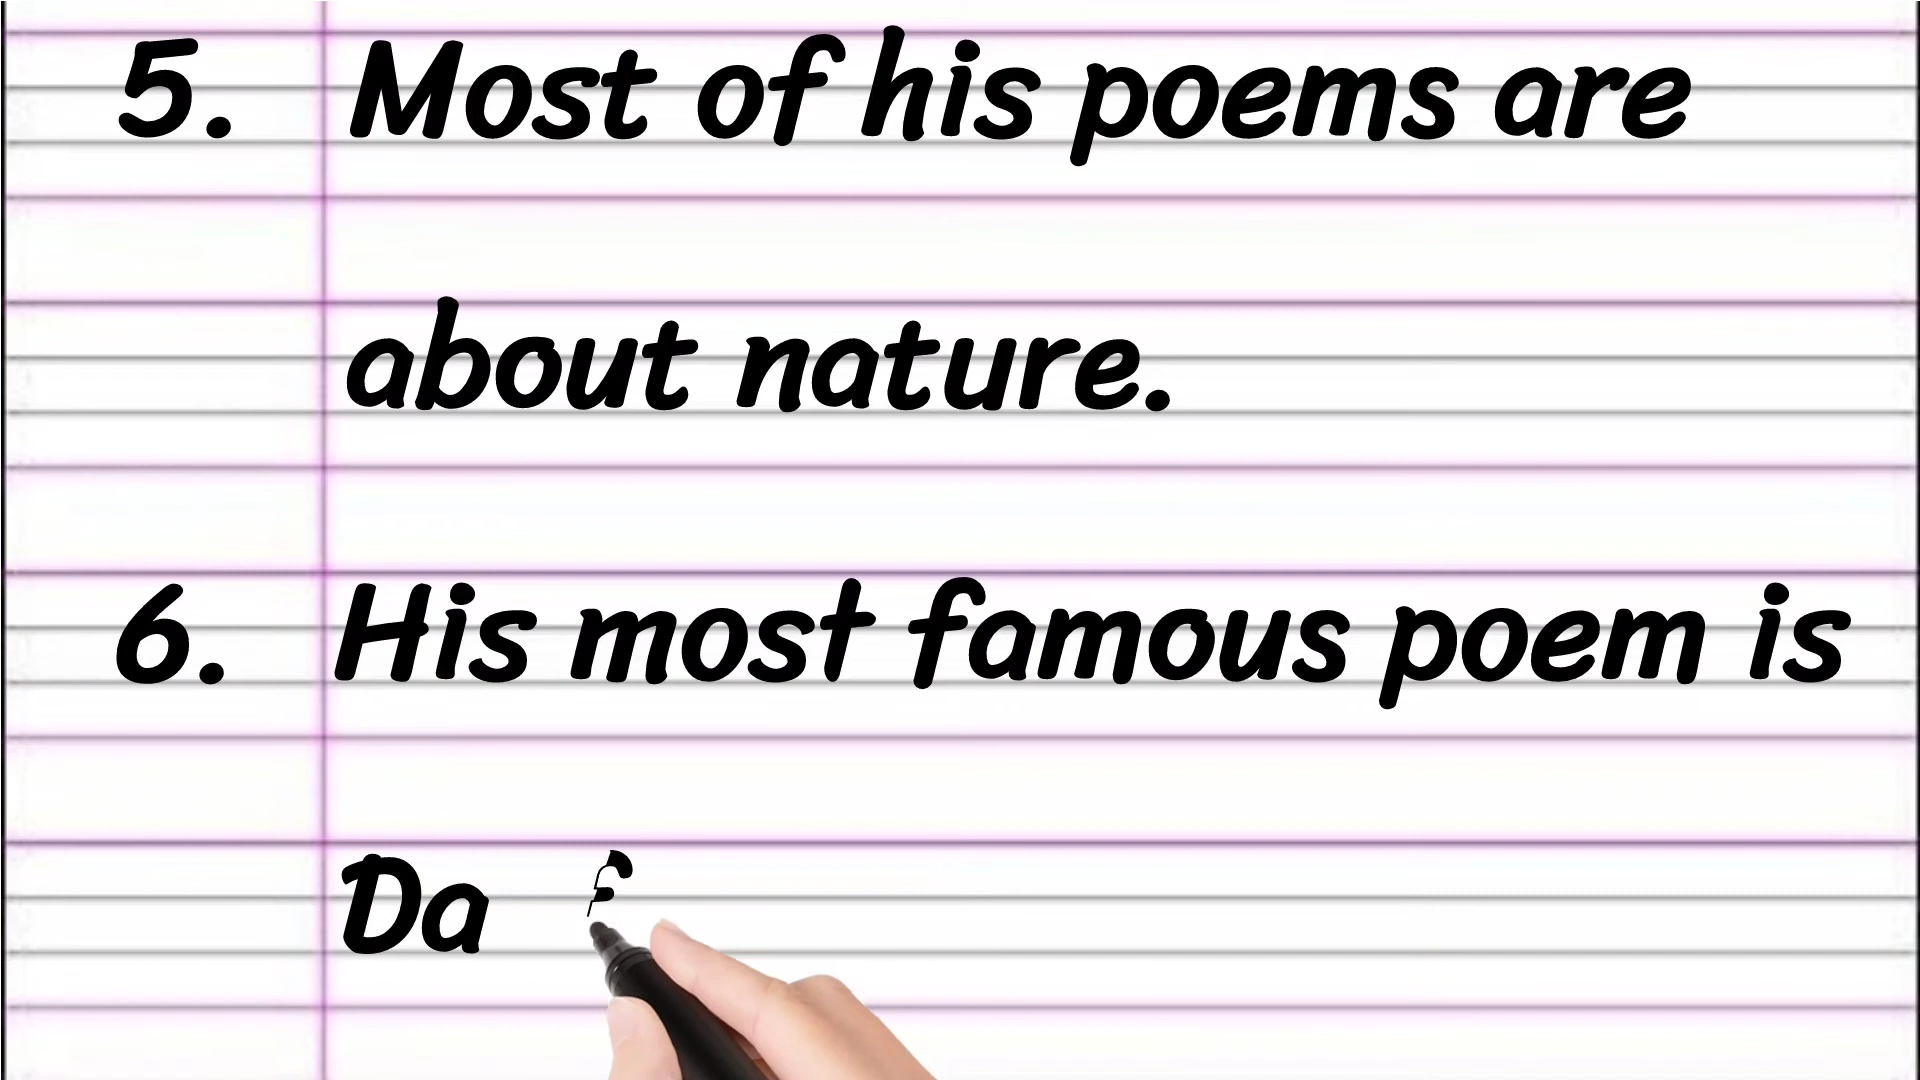 5. Most of his poems are
about nature.
6. His most famous poem is
Da f